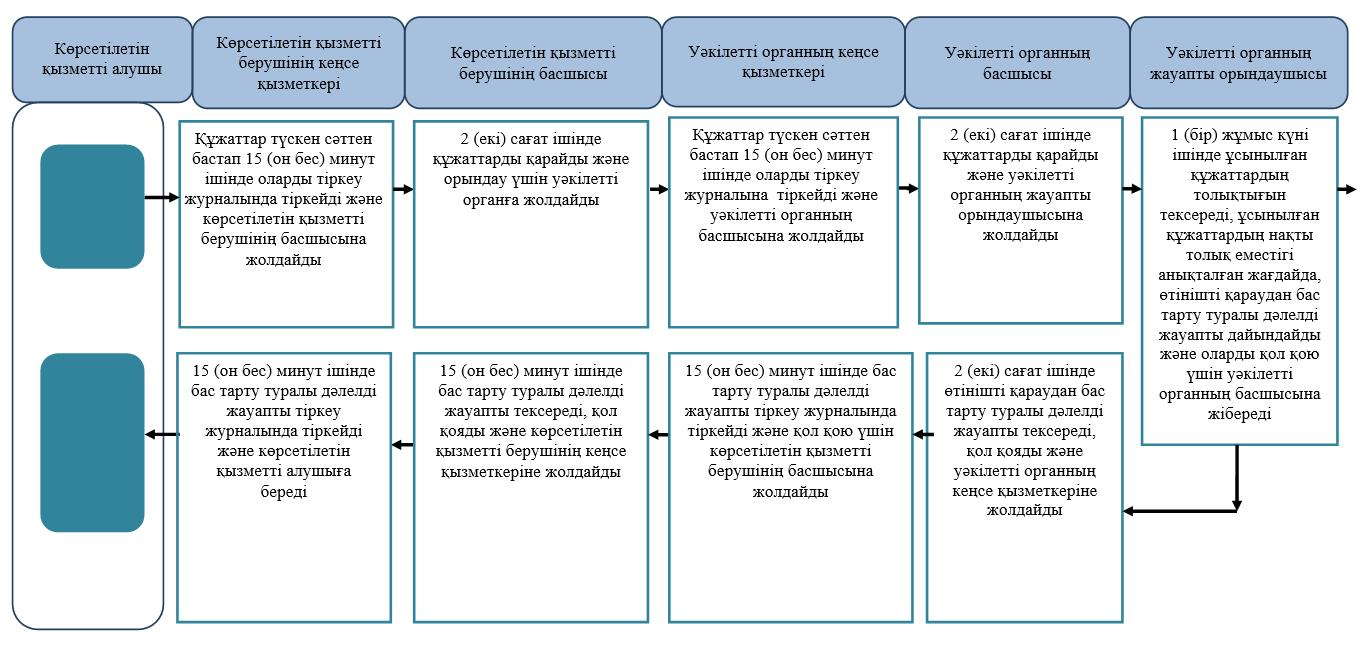 Көрсетілетін
қызметті алушы
Көрсетілетін қызметті
берушінің кеңсе
қызметкері
Көрсетілетін қызметті
берушінің басшысы
Уәкілетті органның кеңсе
қызметкері
Уәкілетті органның
басшысы
Уәкілетті органның
жауапты орындаушысы
Құжаттар түскен сәттен
бастап 15 (он бес) минут
ішінде оларды тіркеу
журналында тіркейді және
көрсетілетін қызметті
берушінің басшысына
жолдайды
2 (екі) сағат ішінде
құжаттарды қарайды және
орындау үшін уәкілетті
органға жолдайды
Құжаттар түскен сәттен
бастап 15 (он бес) минут
ішінде оларды тіркеу
журналына тіркейді және
уәкілетті органның
басшысына жолдайды
2 (екі) сағат ішінде
құжаттарды қарайды
және уәкілетті
органның жауапты
орындаушысына
жолдайды
1 (бір) жұмыс күні
ішінде ұсынылған
құжаттардың
толықтығын
тексереді, ұсынылған
құжаттардың нақты
толық еместігі
анықталған жағдайда,
өтінішті қараудан бас
тарту туралы дәлелді
жауапты дайындайды
және оларды қол қою
үшін уәкілетті
органның басшысына
жібереді
15 (он бес) минут ішінде
бас тарту туралы дәлелді
жауапты тіркеу
журналында тіркейді
және көрсетілетін
қызметті алушыға
береді
15 (он бес) минут ішінде
бас тарту туралы дәлелді
жауапты тексереді, қол
қояды және көрсетілетін
қызметті берушінің кеңсе
қызметкеріне жолдайды
15 (он бес) минут ішінде бас
тарту туралы дәлелді
жауапты тіркеу журналында
тіркейді және қол қою үшін
көрсетілетін қызметті
берушінің басшысына
жолдайды
2 (екі) сағат ішінде
өтінішті қараудан бас
тарту туралы дәлелді
жауапты тексереді,
қол қояды және
уәкілетті органның
кеңсе қызметкеріне
жолдайды